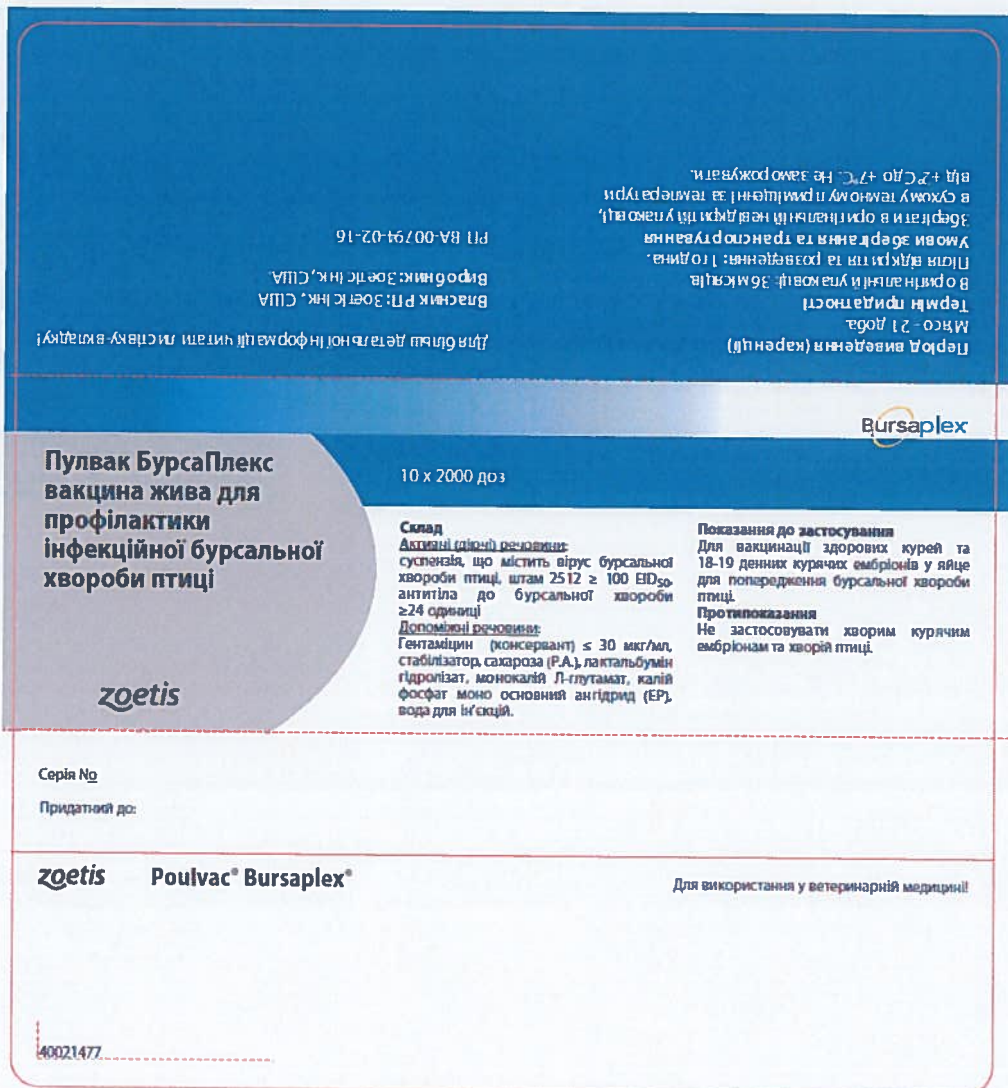 Період виведення (каренції)
М'ясо - 21 доба.
Термін придатності
В оригінальній упаковці: 36 місяців
Після відкриття та розведення: 1 година.
Умови зберігання та транспортування
Зберігати в оригінальній невідкритій упаковці,
в сухому темному приміщенні за температури
від +2°С до +7°С. Не заморожувати.
Для більш детальної інформації читати листівку-вкладку!
Власник РП: Зоетіс Інк., США
Виробник: Зоетіс Інк., США.
РП ВА-00794-02-16
Bursaplex
Пулвак БурсаПлекс
вакцина жива для
профілактики
інфекційної бурсальної
хвороби птиці
zoetis
10 х 2000 доз
Склад
Активні (діючі) речовини:
суспензія, що містить вірус бурсальної
хвороби птиці, штам 2512 ≥ 100 EID50,
антитіла до бурсальної хвороби
≥24 одиниці
Допоміжні речовини:
Гентаміцин (консервант) ≤ 30 мкг/мл,
стабілізатор, сахароза (P.A.), лактальбумін
гідролізат, монокалій Л-глутамат, калій
фосфат моно основний ангідрид (EP),
вода для ін'єкцій.
Показання до застосування
Для вакцинації здорових курей та
18-19 денних курячих ембріонів у яйце
для попередження бурсальної хвороби
птиці.
Протипоказання
Не застосовувати хворим курячим
ембріонам та хворій птиці.
Серія №
Придатний до:
zoetis
Poulvac® Bursaplex®
Для використання у ветеринарній медицині!
40021477